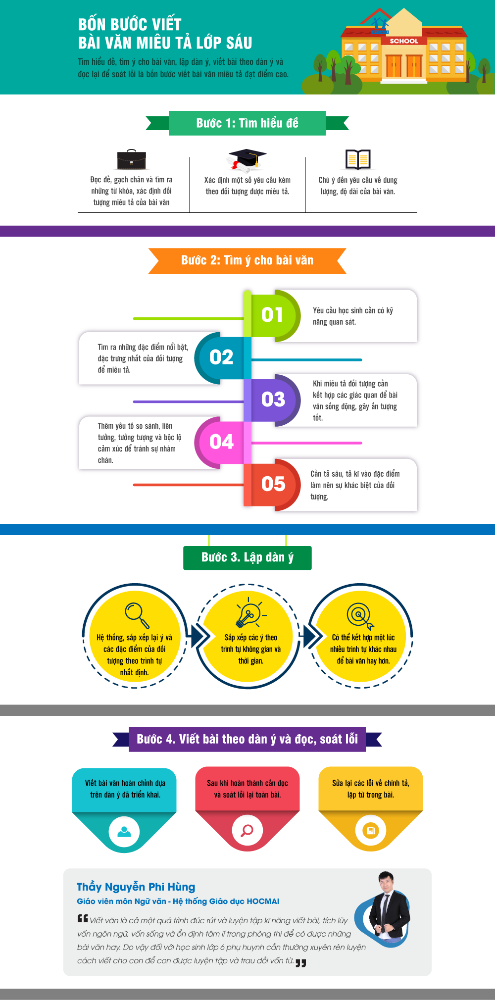 BỐN BƯỚC VIẾT
BÀI VĂN MIÊU TẢ LỚP SÁU
Tìm hiểu đề, tìm ý cho bài văn, lập dàn ý, viết bài theo dàn ý và
đọc lại để soát lỗi là bốn bước viết bài văn miêu tả đạt điểm cao.
SCHOOL
Bước 1: Tìm hiểu đề
Đọc đề, gạch chân và tìm ra
những từ khóa, xác định đối
tượng miêu tả của bài văn
Xác định một số yêu cầu kèm
theo đối tượng được miêu tả.
Chú ý đến yêu cầu về dung
lượng, độ dài của bài văn.
Bước 2: Tìm ý cho bài văn
01
Yêu cầu học sinh cần có kỹ
năng quan sát.
02
Tìm ra những đặc điểm nổi bật,
đặc trưng nhất của đối tượng
để miêu tả.
03
Khi miêu tả đối tượng cần
kết hợp các giác quan để bài
văn sống động, gây ấn tượng
tốt.
04
Thêm yếu tố so sánh, liên
tưởng, tưởng tượng và bộc lộ
cảm xúc để tránh sự nhàm
chán.
05
Cần tả sâu, tả kĩ vào đặc điểm
làm nên sự khác biệt của đối
tượng.
Bước 3. Lập dàn ý
Hệ thống, sắp xếp lại ý và
các đặc điểm của đối
tượng theo trình tự
nhất định.
Sắp xếp các ý theo
trình tự không gian và
thời gian.
Có thể kết hợp một lúc
nhiều trình tự khác nhau
để bài văn hay hơn.
Bước 4. Viết bài theo dàn ý và đọc, soát lỗi
Viết bài văn hoàn chỉnh dựa
trên dàn ý đã triển khai.
Sau khi hoàn thành cần đọc
và soát lỗi lại toàn bài.
Sửa lại các lỗi về chính tả,
lặp từ trong bài.
Thầy Nguyễn Phi Hùng
Giáo viên môn Ngữ văn - Hệ thống Giáo dục HOCMAI
“Viết văn là cả một quá trình đúc rút và luyện tập kĩ năng viết bài, tích lũy
vốn ngôn ngữ, vốn sống và ổn định tâm lí trong phòng thi để có được những
bài văn hay. Do vậy đối với học sinh lớp 6 phụ huynh cần thường xuyên rèn luyện
cách viết cho con để con được luyện tập và trau dồi vốn từ.”